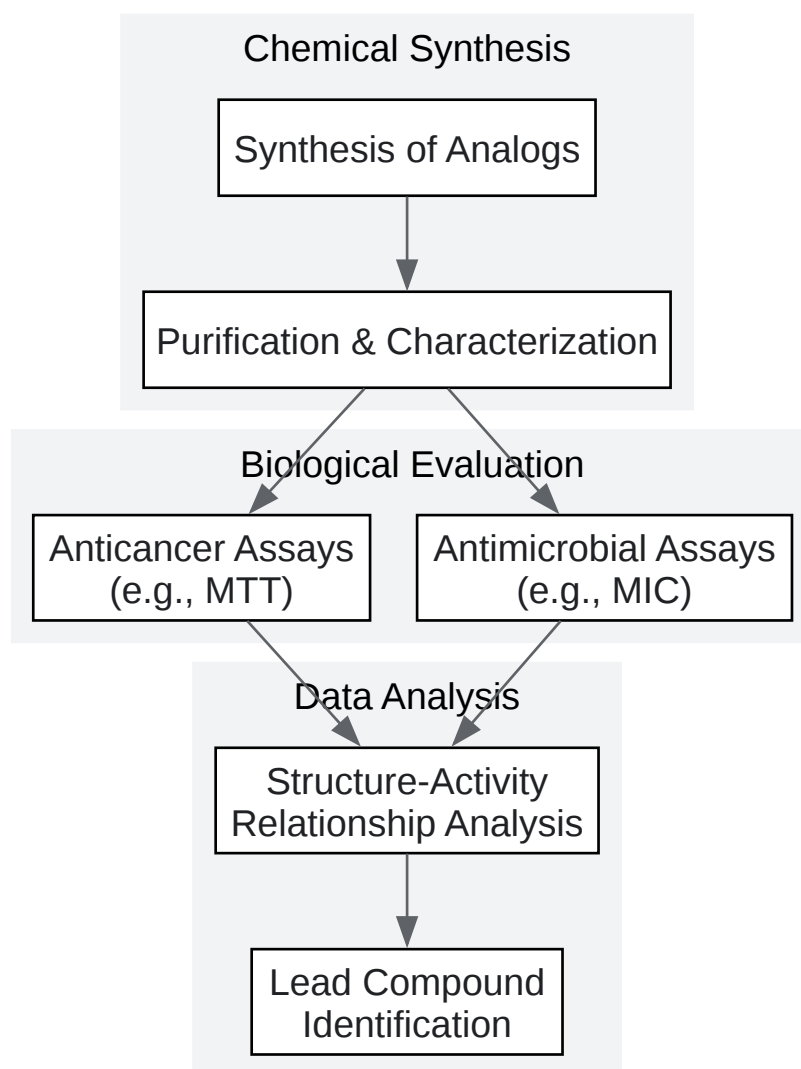 Chemical Synthesis
Synthesis of Analogs
Purification & Characterization
Biological Evaluation
Anticancer Assays
(e.g., MTT)
Antimicrobial Assays
(e.g., MIC)
Data Analysis
Structure-Activity
Relationship Analysis
Lead Compound
Identification